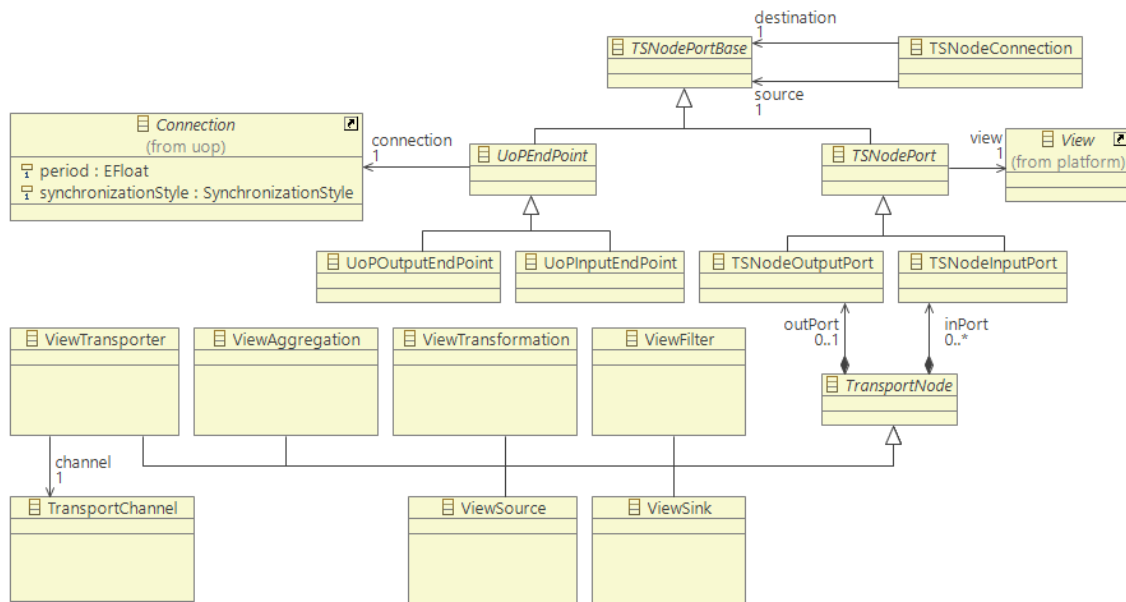 destination
1
TSNodePortBase
TSNodeConnection
source
1
Connection
(from uop)
period : EFloat
synchronizationStyle : SynchronizationStyle
connection
1
UoPEndPoint
TSNodePort
view
1
View
(from platform)
UoPOutputEndPoint
UoPInputEndPoint
TSNodeOutputPort
TSNodeInputPort
outPort
0..1
inPort
0..*
ViewTransporter
ViewAggregation
ViewTransformation
ViewFilter
TransportNode
channel
1
TransportChannel
ViewSource
ViewSink